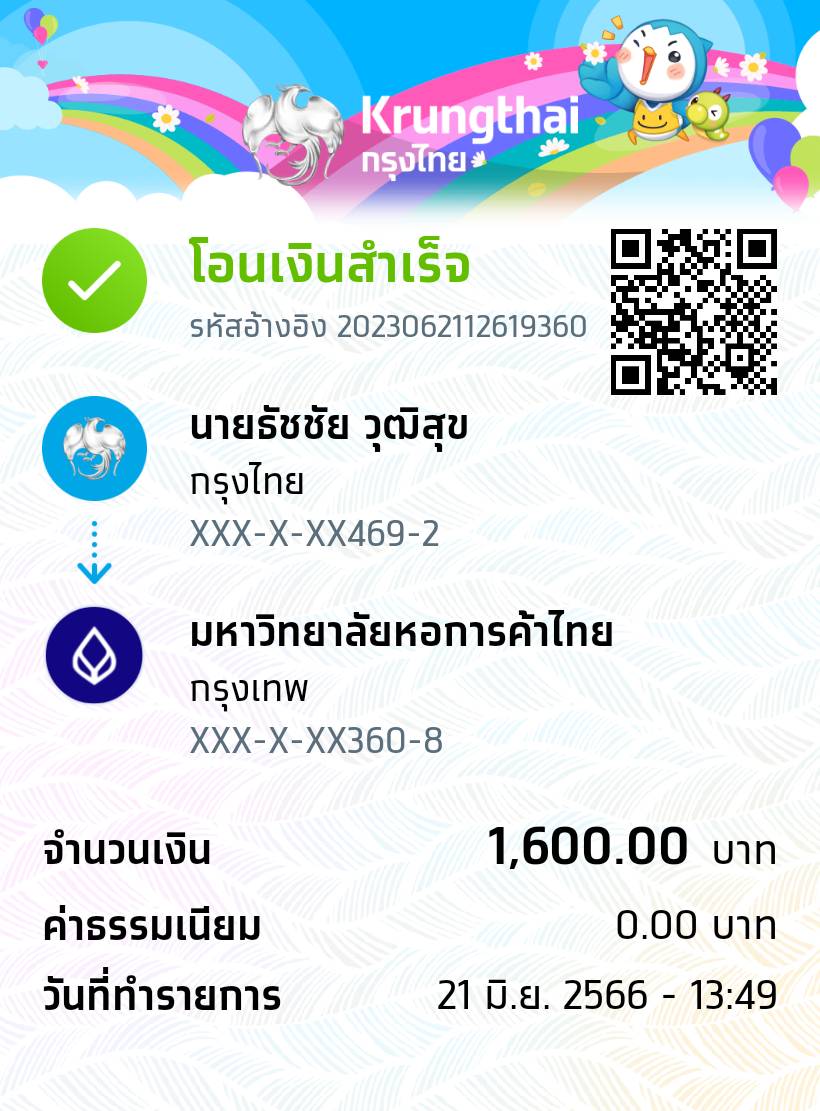 Krungthai
กรุงไทย
โอนเงินสำเร็จ
รหัสอ้างอิง 2023062112619360
นายธัชชัย วุฒิสุข
กรุงไทย
XXX-X-XX469-2
มหาวิทยาลัยหอการค้าไทย
กรุงเทพ
XXX-X-XX360-8
จำนวนเงิน 1,600.00 บาท
ค่าธรรมเนียม 0.00 บาท
วันที่ทำรายการ 21 มิ.ย. 2566 - 13:49